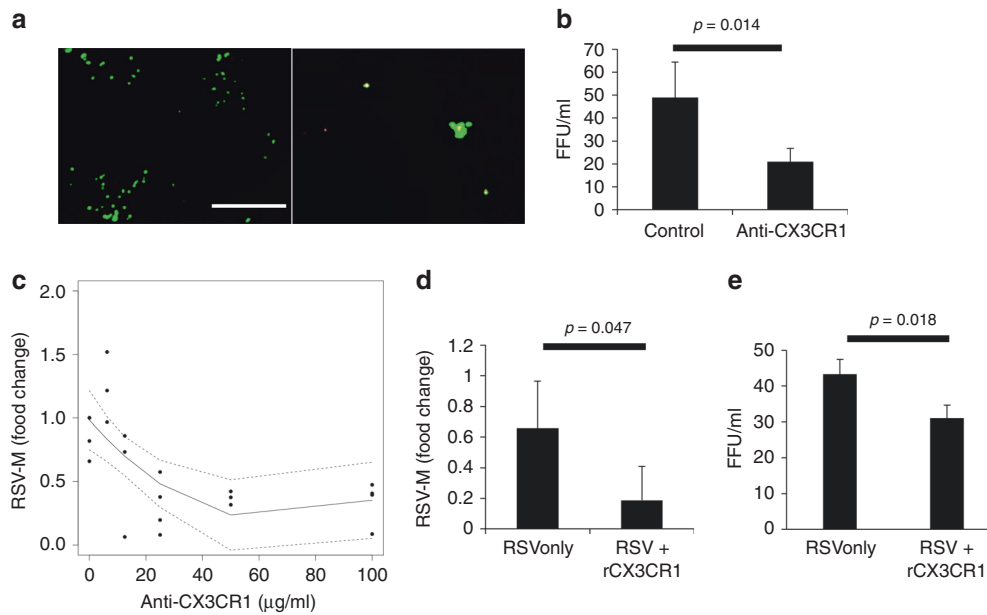 a
b
p = 0.014
FFU/ml
70
60
50
40
30
20
10
0
Control
Anti-CX3CR1
c
RSV-M (food change)
2.0
1.5
1.0
0.5
0.0
0
20
40
60
80
100
Anti-CX3CR1 (μg/ml)
d
p = 0.047
RSV-M (food change)
1.2
1
0.8
0.6
0.4
0.2
0
RSVonly
RSV +
rCX3CR1
e
p = 0.018
FFU/ml
50
40
30
20
10
0
RSVonly
RSV +
rCX3CR1